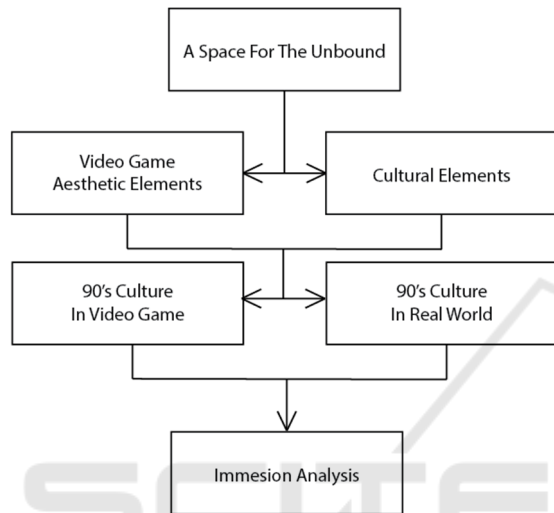 A Space For The Unbound
Video Game
Aesthetic Elements
Cultural Elements
90's Culture
In Video Game
90's Culture
In Real World
Immesion Analysis
SCITE